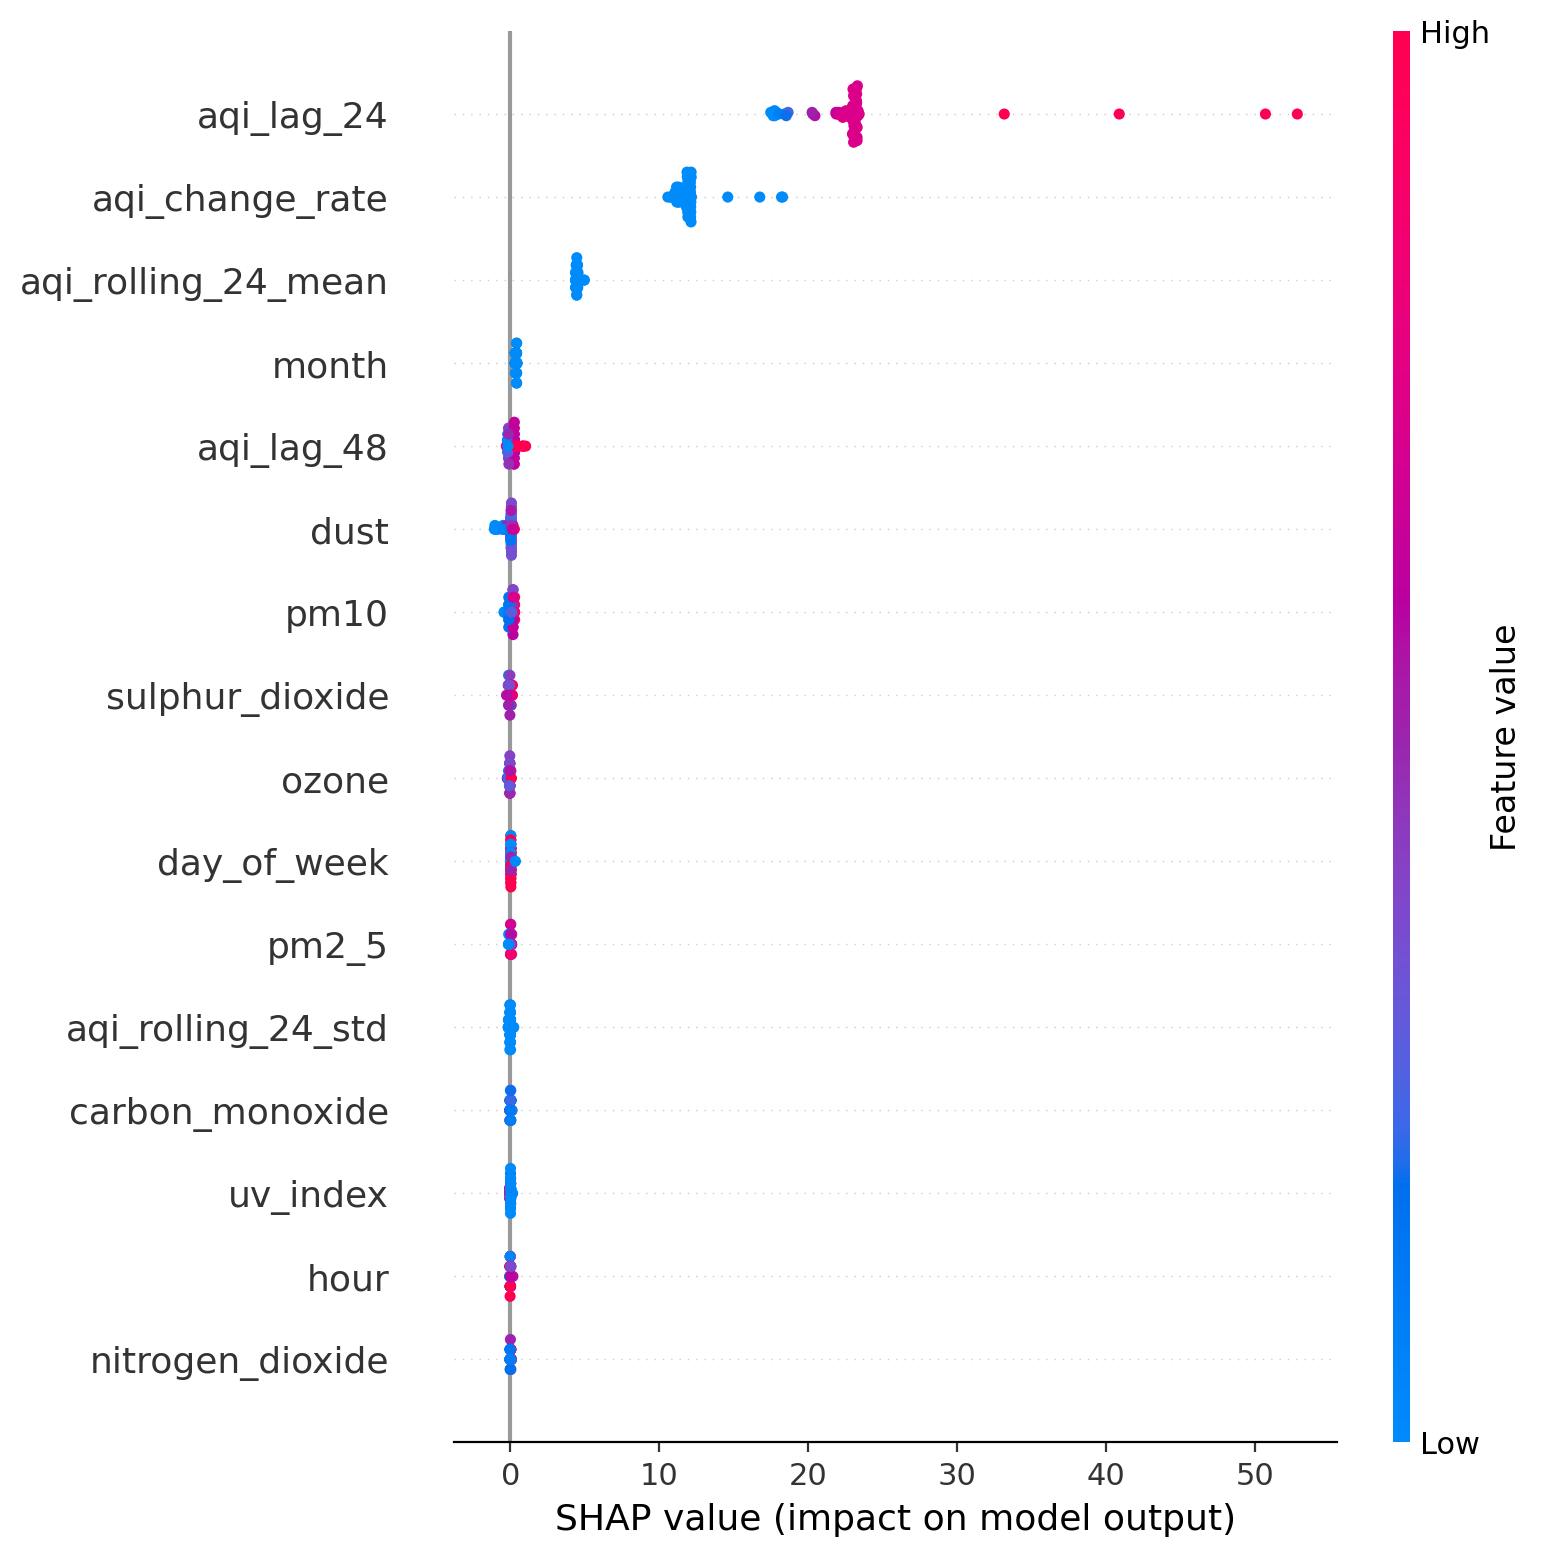 High
aqi_lag_24
aqi_change_rate
aqi_rolling_24_mean
month
aqi_lag_48
dust
pm10
sulphur_dioxide
ozone
day_of_week
pm2_5
aqi_rolling_24_std
carbon_monoxide
uv_index
hour
nitrogen_dioxide
Feature value
Low
0 10 20 30 40 50
SHAP value (impact on model output)